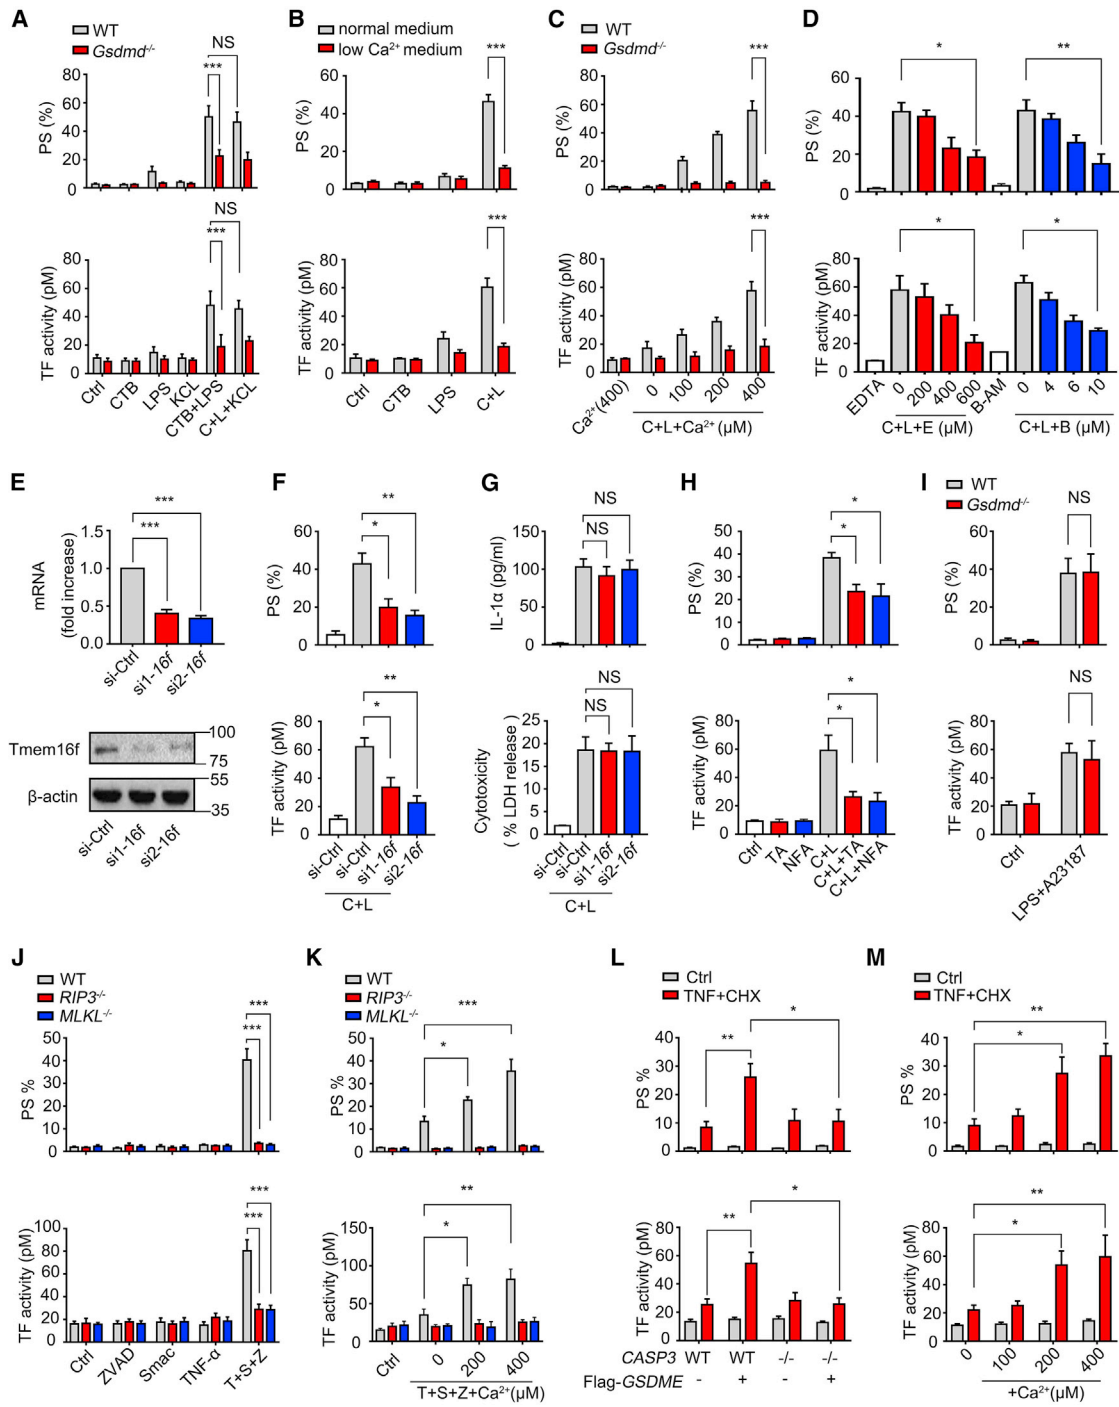 A
WT
Gsdmd-/-
NS
***
PS (%)
80
60
40
20
0
NS
***
TF activity (pM)
80
60
40
20
0
Ctrl
CTB
LPS
KCL
CTB+LPS
C+L+KCL
B
normal medium
low Ca²⁺ medium
***
PS (%)
60
40
20
0
***
TF activity (pM)
80
60
40
20
0
Ctrl
CTB
LPS
C+L
C
WT
Gsdmd-/-
***
PS (%)
80
60
40
20
0
***
TF activity (pM)
80
60
40
20
0
Ca²⁺(400)
0
100
200
400
C+L+Ca²⁺ (μM)
D
*
**
PS (%)
60
40
20
0
*
*
TF activity (pM)
80
60
40
20
0
EDTA
0
200
400
600
B-AM
0
4
6
10
C+L+E (μM)
C+L+B (μM)
E
***
***
mRNA
(fold increase)
1.5
1.0
0.5
0.0
si-Ctrl
si1-16f
si2-16f
Tmem16f
100
75
β-actin
55
35
si-Ctrl
si1-16f
si2-16f
F
**
*
PS (%)
60
40
20
0
**
*
TF activity (pM)
80
60
40
20
0
si-Ctrl
si-Ctrl
si1-16f
si2-16f
C+L
G
NS
NS
IL-1α (pg/ml)
150
100
50
0
NS
NS
Cytotoxicity
( % LDH release )
25
20
15
10
5
0
si-Ctrl
si-Ctrl
si1-16f
si2-16f
C+L
H
*
*
PS (%)
50
40
30
20
10
0
*
*
TF activity (pM)
80
60
40
20
0
Ctrl
TA
NFA
C+L
C+L+TA
C+L+NFA
I
WT
Gsdmd-/-
NS
PS (%)
60
40
20
0
NS
TF activity (pM)
80
60
40
20
0
Ctrl
LPS+A23187
J
WT
RIP3-/-
MLKL-/-
***
***
PS %
50
40
30
20
10
0
***
***
TF activity (pM)
100
80
60
40
20
0
Ctrl
ZVAD
Smac
TNF-α
T+S+Z
K
WT
RIP3-/-
MLKL-/-
***
*
PS %
50
40
30
20
10
0
**
*
TF activity (pM)
150
100
50
0
Ctrl
0
200
400
T+S+Z+Ca²⁺(μM)
L
Ctrl
TNF+CHX
*
**
PS %
50
40
30
20
10
0
*
**
TF activity (pM)
80
60
40
20
0
CASP3 WT WT -/- -/-
Flag-GSDME - + - +
M
Ctrl
TNF+CHX
**
*
PS %
50
40
30
20
10
0
**
*
TF activity (pM)
80
60
40
20
0
0
100
200
400
+Ca²⁺(μM)